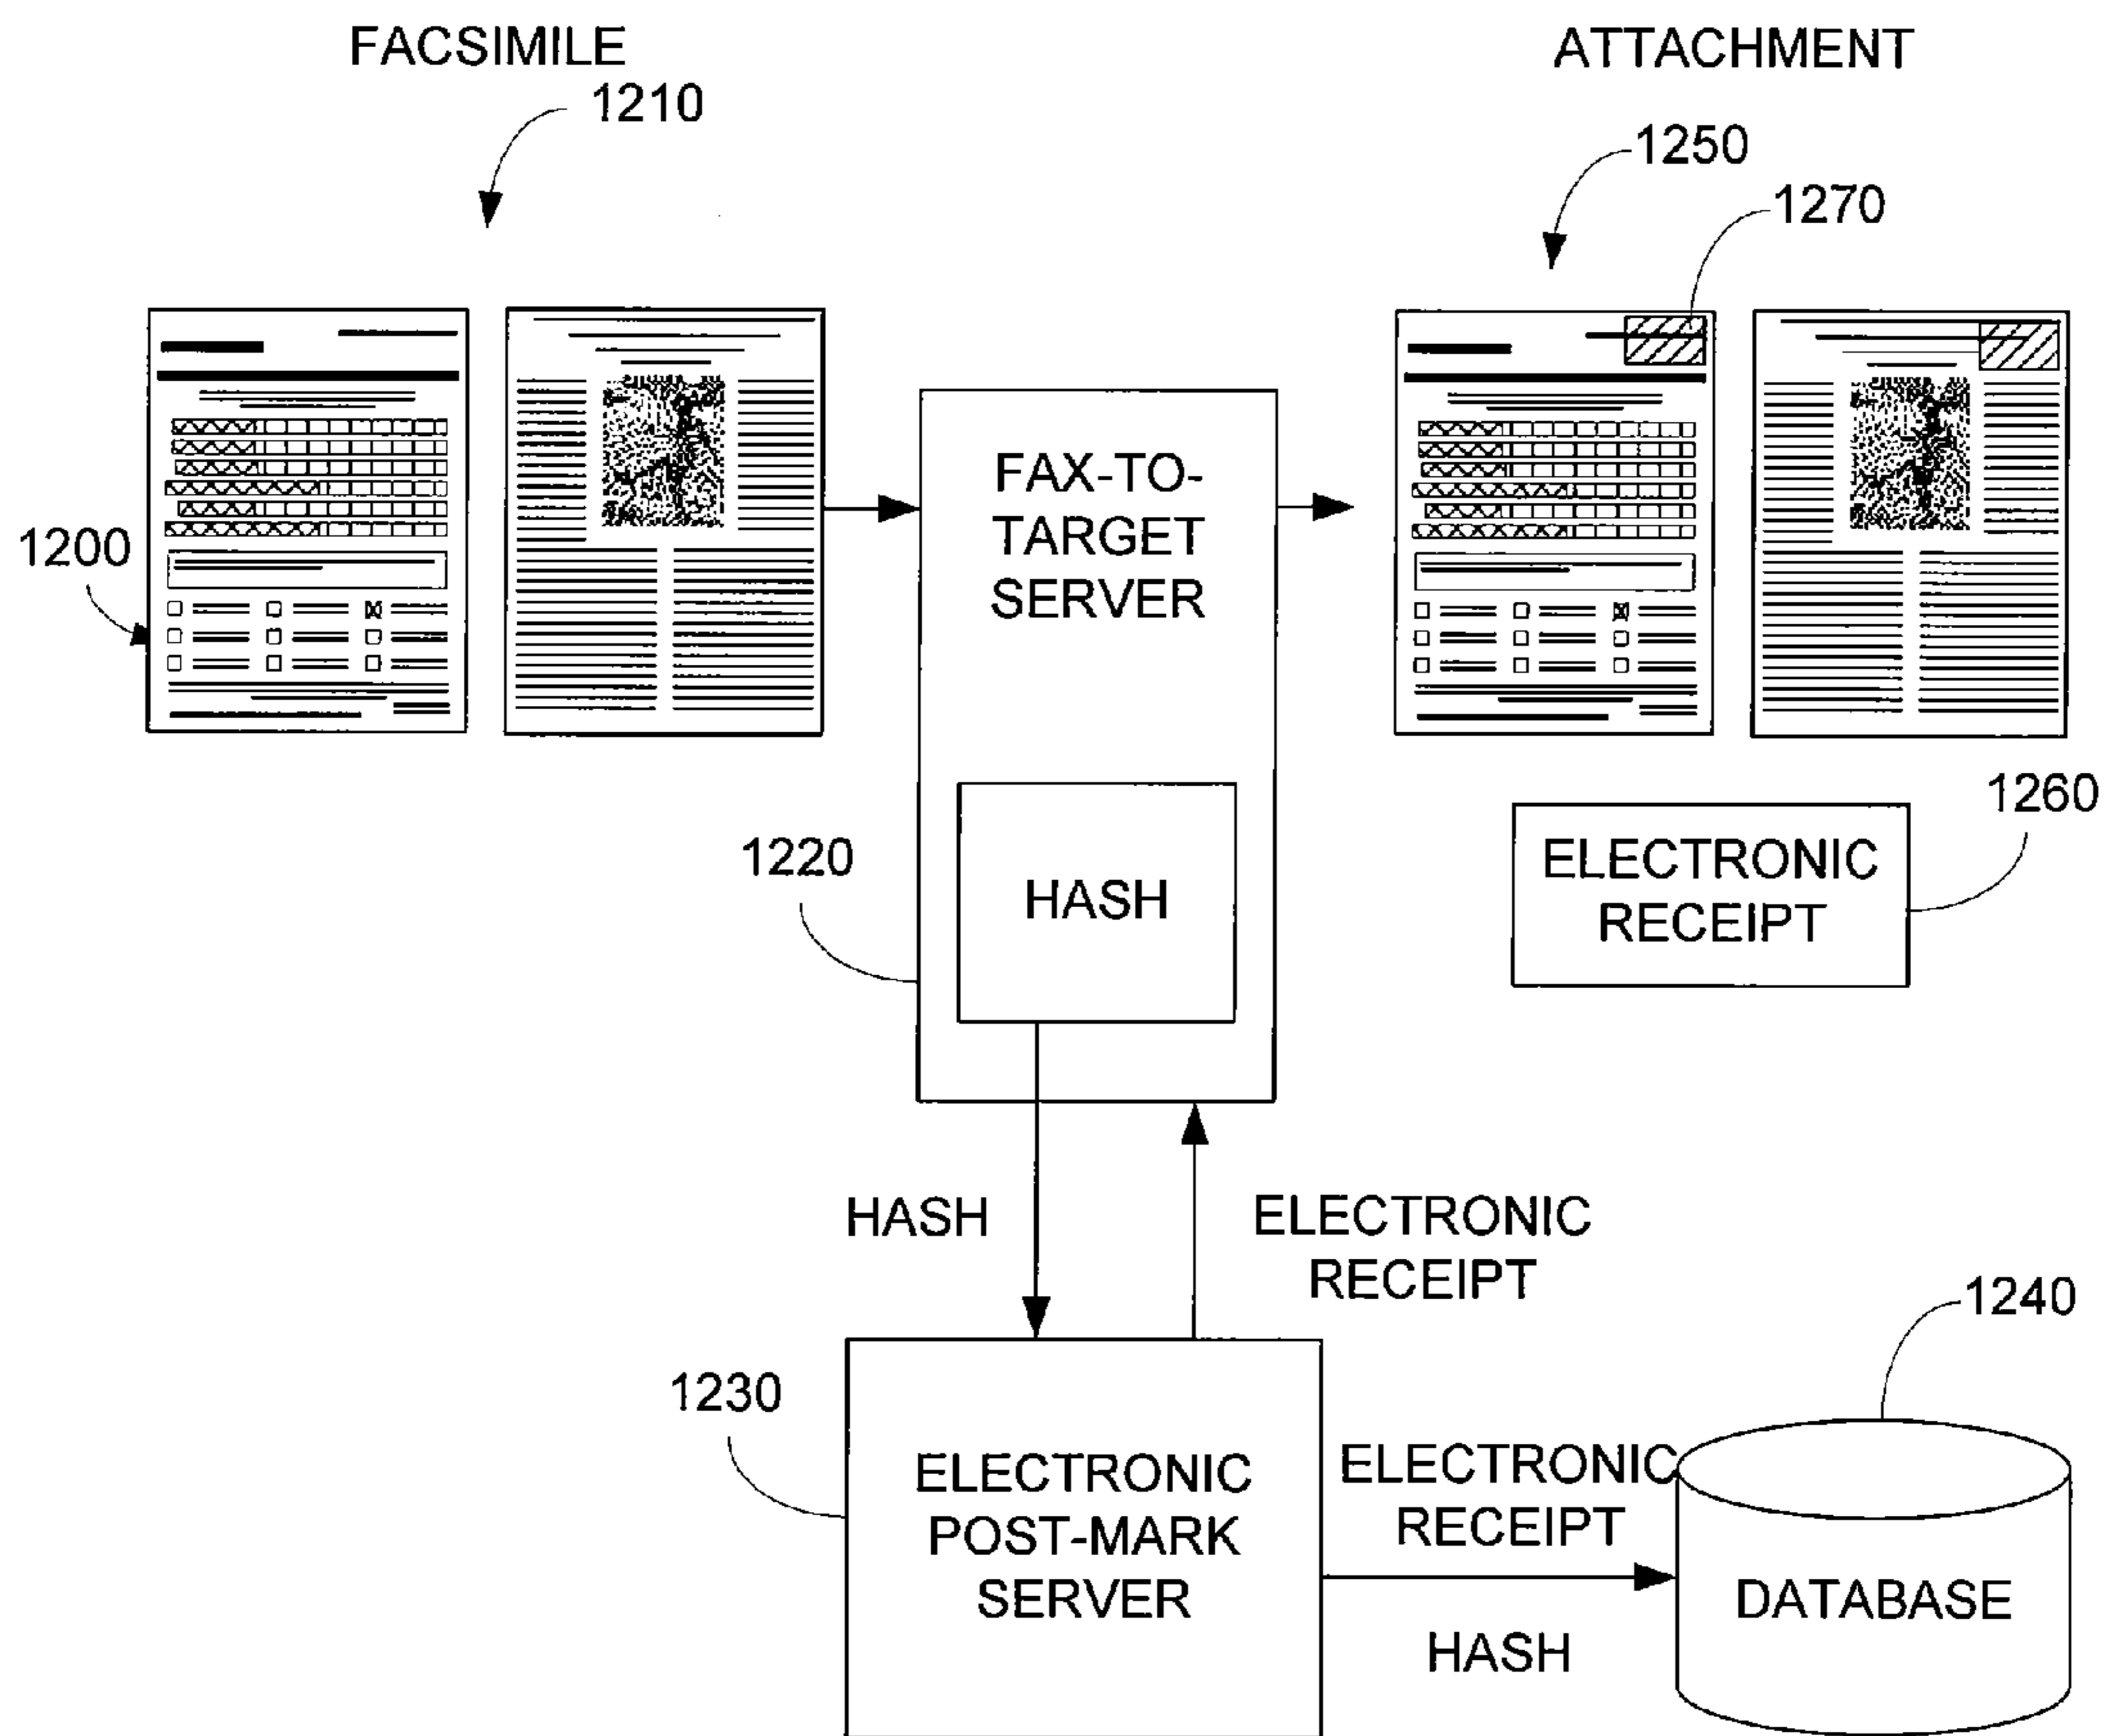 FACSIMILE
1210
ATTACHMENT
1250
1270
1200
FAX-TO-
TARGET
SERVER
1220
HASH
1260
ELECTRONIC
RECEIPT
HASH
ELECTRONIC
RECEIPT
1230
ELECTRONIC
POST-MARK
SERVER
ELECTRONIC
RECEIPT
HASH
1240
DATABASE